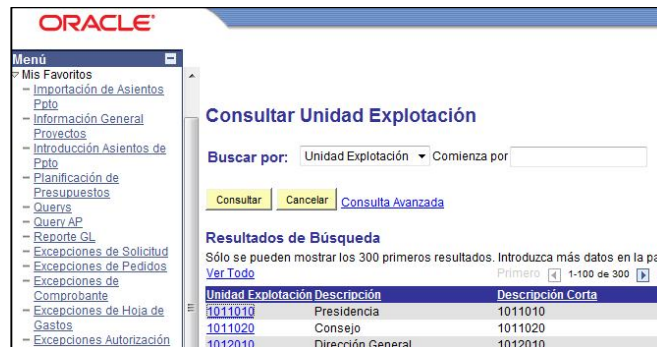 ORACLE
Menú
Mis Favoritos
Importación de Asientos
Ppto
Información General
Proyectos
Introducción Asientos de
Ppto
Planificación de
Presupuestos
Querys
Query AP
Reporte GL
Excepciones de Solicitud
Excepciones de Pedidos
Excepciones de
Comprobante
Excepciones de Hoja de
Gastos
Excepciones Autorización
Consultar Unidad Explotación
Buscar por: Unidad Explotación Comienza por
Consultar Cancelar Consulta Avanzada
Resultados de Búsqueda
Sólo se pueden mostrar los 300 primeros resultados. Introduzca más datos en la pa
Ver Todo Primero 1-100 de 300
Unidad Explotación Descripción Descripción Corta
1011010 Presidencia 1011010
1011020 Consejo 1011020
1012010 Dirección General 1012010